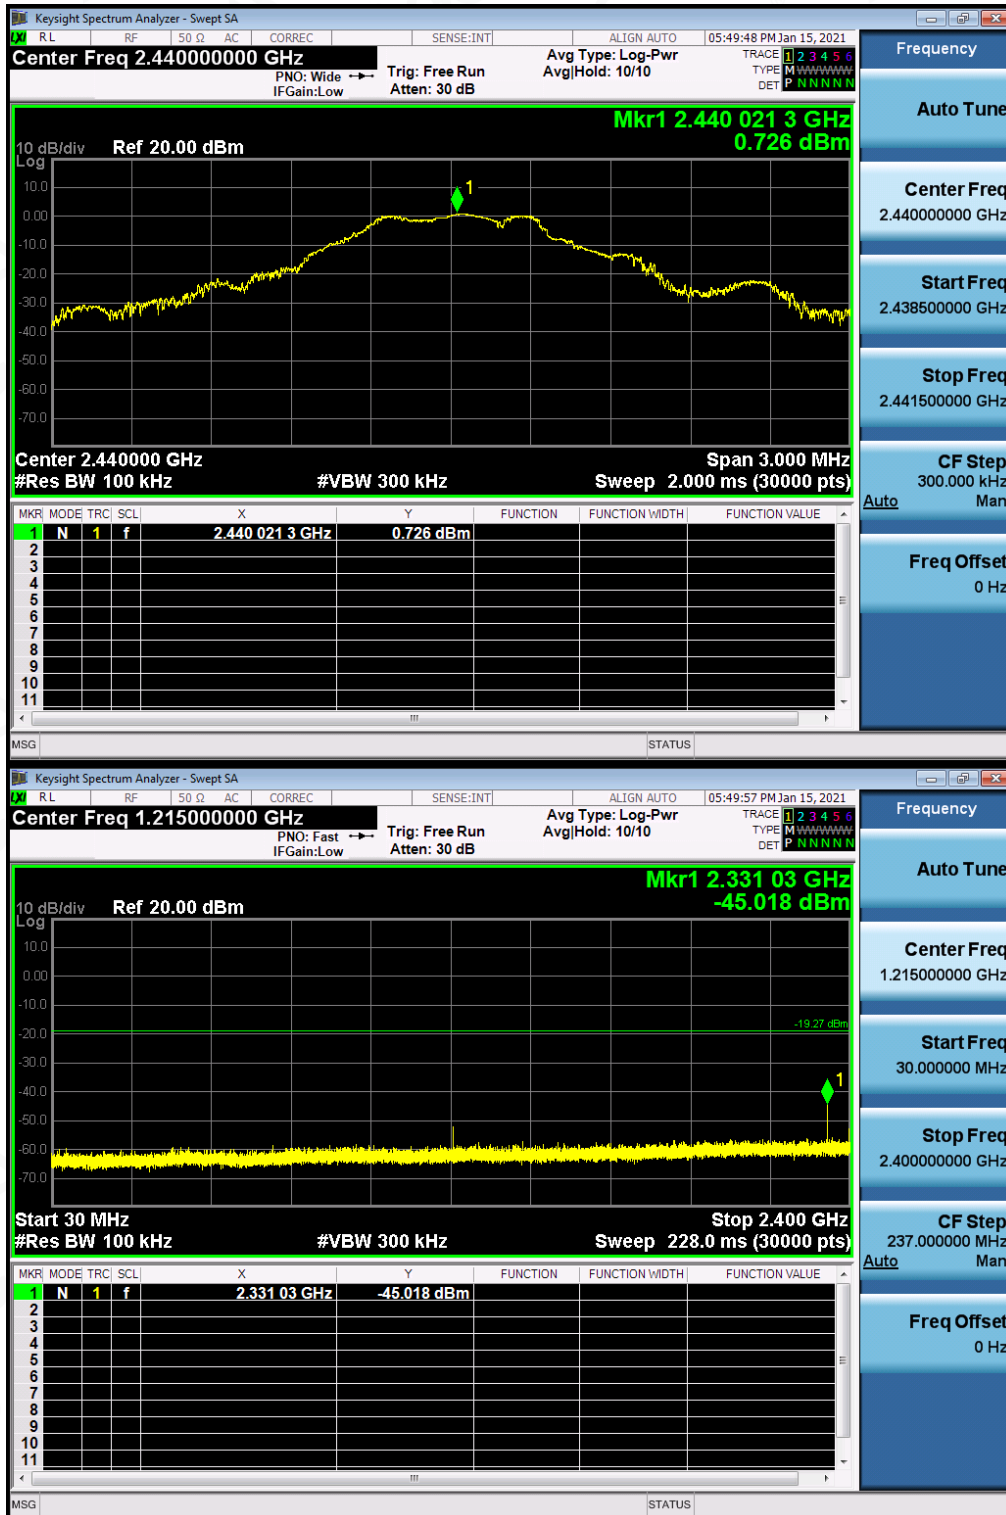 Keysight Spectrum Analyzer - Swept SA
LXI RL RF 50 Ω AC CORREC SENSE:INT ALIGN AUTO 05:49:48 PM Jan 15, 2021
Center Freq 2.440000000 GHz
PNO: Wide
IFGain:Low
Trig: Free Run
Atten: 30 dB
Avg Type: Log-Pwr
Avg|Hold: 10/10
TRACE 1 2 3 4 5 6
TYPE M WWWWW
DET P N N N N N
Mkr1 2.440 021 3 GHz
0.726 dBm
10 dB/div Ref 20.00 dBm
Log
10.0
0.00
-10.0
-20.0
-30.0
-40.0
-50.0
-60.0
-70.0
1
Center 2.440000 GHz Span 3.000 MHz
#Res BW 100 kHz #VBW 300 kHz Sweep 2.000 ms (30000 pts)
MKR MODE TRC SCL X Y FUNCTION FUNCTION WIDTH FUNCTION VALUE
1 N 1 f 2.440 021 3 GHz 0.726 dBm
2
3
4
5
6
7
8
9
10
11
MSG STATUS
Frequency
Auto Tune
Center Freq
2.440000000 GHz
Start Freq
2.438500000 GHz
Stop Freq
2.441500000 GHz
CF Step
300.000 kHz
Auto Man
Freq Offset
0 Hz
Keysight Spectrum Analyzer - Swept SA
LXI RL RF 50 Ω AC CORREC SENSE:INT ALIGN AUTO 05:49:57 PM Jan 15, 2021
Center Freq 1.215000000 GHz
PNO: Fast
IFGain:Low
Trig: Free Run
Atten: 30 dB
Avg Type: Log-Pwr
Avg|Hold: 10/10
TRACE 1 2 3 4 5 6
TYPE M WWWWW
DET P N N N N N
Mkr1 2.331 03 GHz
-45.018 dBm
10 dB/div Ref 20.00 dBm
Log
10.0
0.00
-10.0
-20.0
-30.0
-40.0
-50.0
-60.0
-70.0
-19.27 dBm
1
Start 30 MHz Stop 2.400 GHz
#Res BW 100 kHz #VBW 300 kHz Sweep 228.0 ms (30000 pts)
MKR MODE TRC SCL X Y FUNCTION FUNCTION WIDTH FUNCTION VALUE
1 N 1 f 2.331 03 GHz -45.018 dBm
2
3
4
5
6
7
8
9
10
11
MSG STATUS
Frequency
Auto Tune
Center Freq
1.215000000 GHz
Start Freq
30.000000 MHz
Stop Freq
2.400000000 GHz
CF Step
237.000000 MHz
Auto Man
Freq Offset
0 Hz